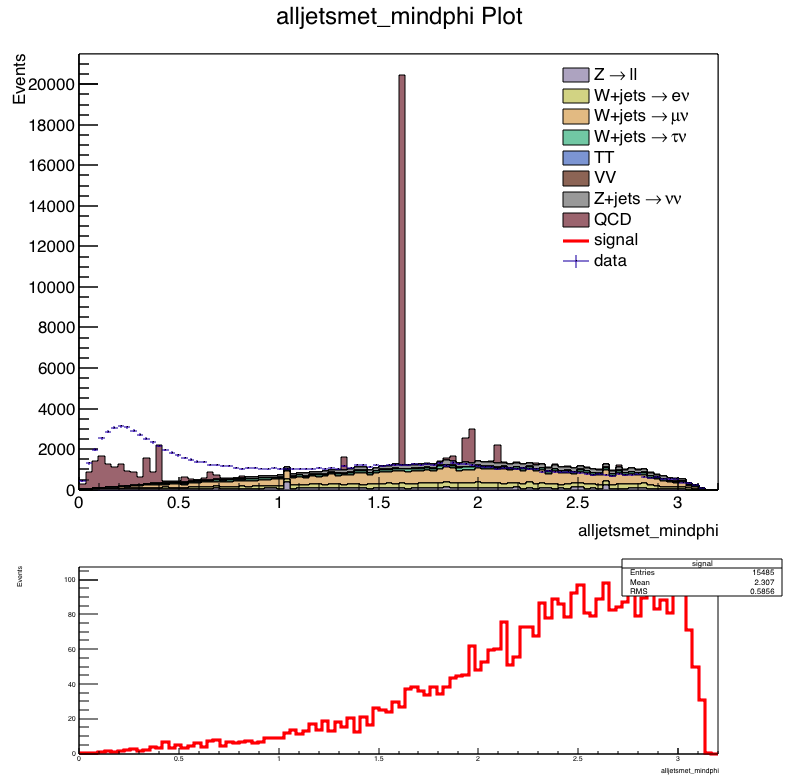 alljetsmet_mindphi Plot
Events
20000
18000
16000
14000
12000
10000
8000
6000
4000
2000
0
Z → ll
W+jets → eν
W+jets → μν
W+jets → τν
TT
VV
Z+jets → νν
QCD
signal
data
0 0.5 1 1.5 2 2.5 3
alljetsmet_mindphi
Events
100
80
60
40
20
0
signal
Entries 15485
Mean 2.307
RMS 0.5856
0 0.5 1 1.5 2 2.5 3
alljetsmet_mindphi